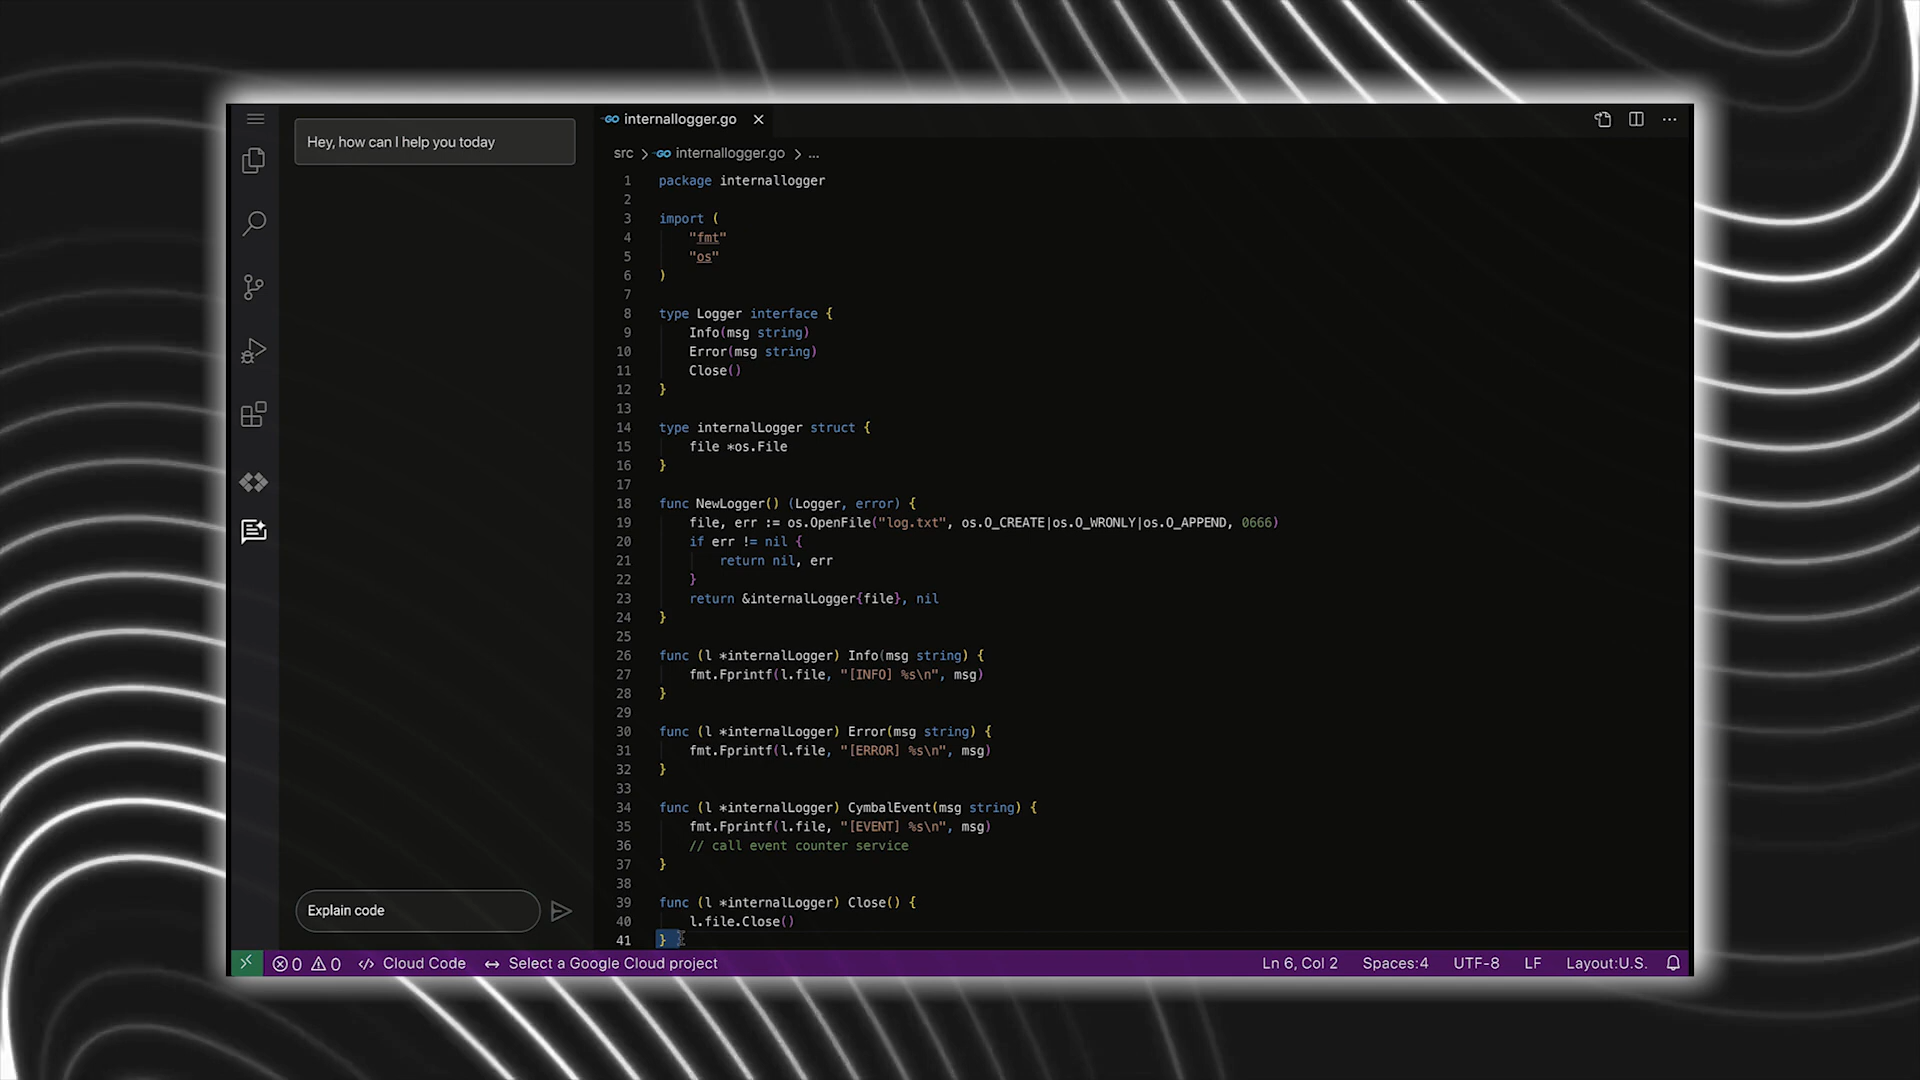 internallogger.go
Hey, how can I help you today
src > internallogger.go > ...
1 package internallogger
2
3 import (
4     "fmt"
5     "os"
6 )
7
8 type Logger interface {
9     Info(msg string)
10     Error(msg string)
11     Close()
12 }
13
14 type internalLogger struct {
15     file *os.File
16 }
17
18 func NewLogger() (Logger, error) {
19     file, err := os.OpenFile("log.txt", os.O_CREATE|os.O_WRONLY|os.O_APPEND, 0666)
20     if err != nil {
21         return nil, err
22     }
23     return &internalLogger{file}, nil
24 }
25
26 func (l *internalLogger) Info(msg string) {
27     fmt.Fprintf(l.file, "[INFO] %s\n", msg)
28 }
29
30 func (l *internalLogger) Error(msg string) {
31     fmt.Fprintf(l.file, "[ERROR] %s\n", msg)
32 }
33
34 func (l *internalLogger) CymbalEvent(msg string) {
35     fmt.Fprintf(l.file, "[EVENT] %s\n", msg)
36     // call event counter service
37 }
38
39 func (l *internalLogger) Close() {
40     l.file.Close()
41 }
Explain code
0 0 Cloud Code Select a Google Cloud project Ln 6, Col 2 Spaces:4 UTF-8 LF Layout:U.S.